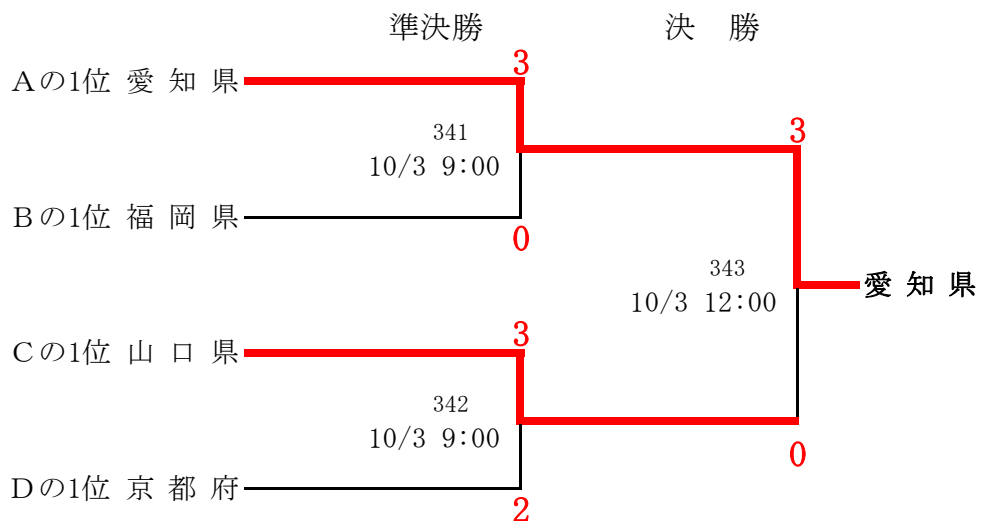 準決勝 決 勝
3
Aの1位 愛 知 県
3
341
10/3 9:00
Bの1位 福 岡 県
0
343
愛 知 県
10/3 12:00
3
Cの1位 山 口 県
342
10/3 9:00
0
Dの1位 京 都 府
2